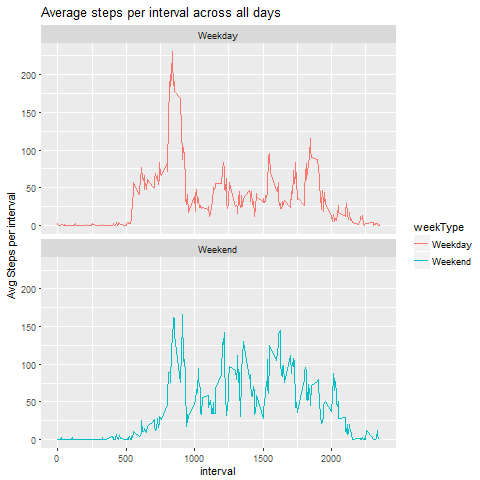 Average steps per interval across all days
Weekday
200
150
100
50
0
Weekend
200
150
100
50
0
0
500
1000
1500
2000
interval
Avg Steps per interval
weekType
Weekday
Weekend